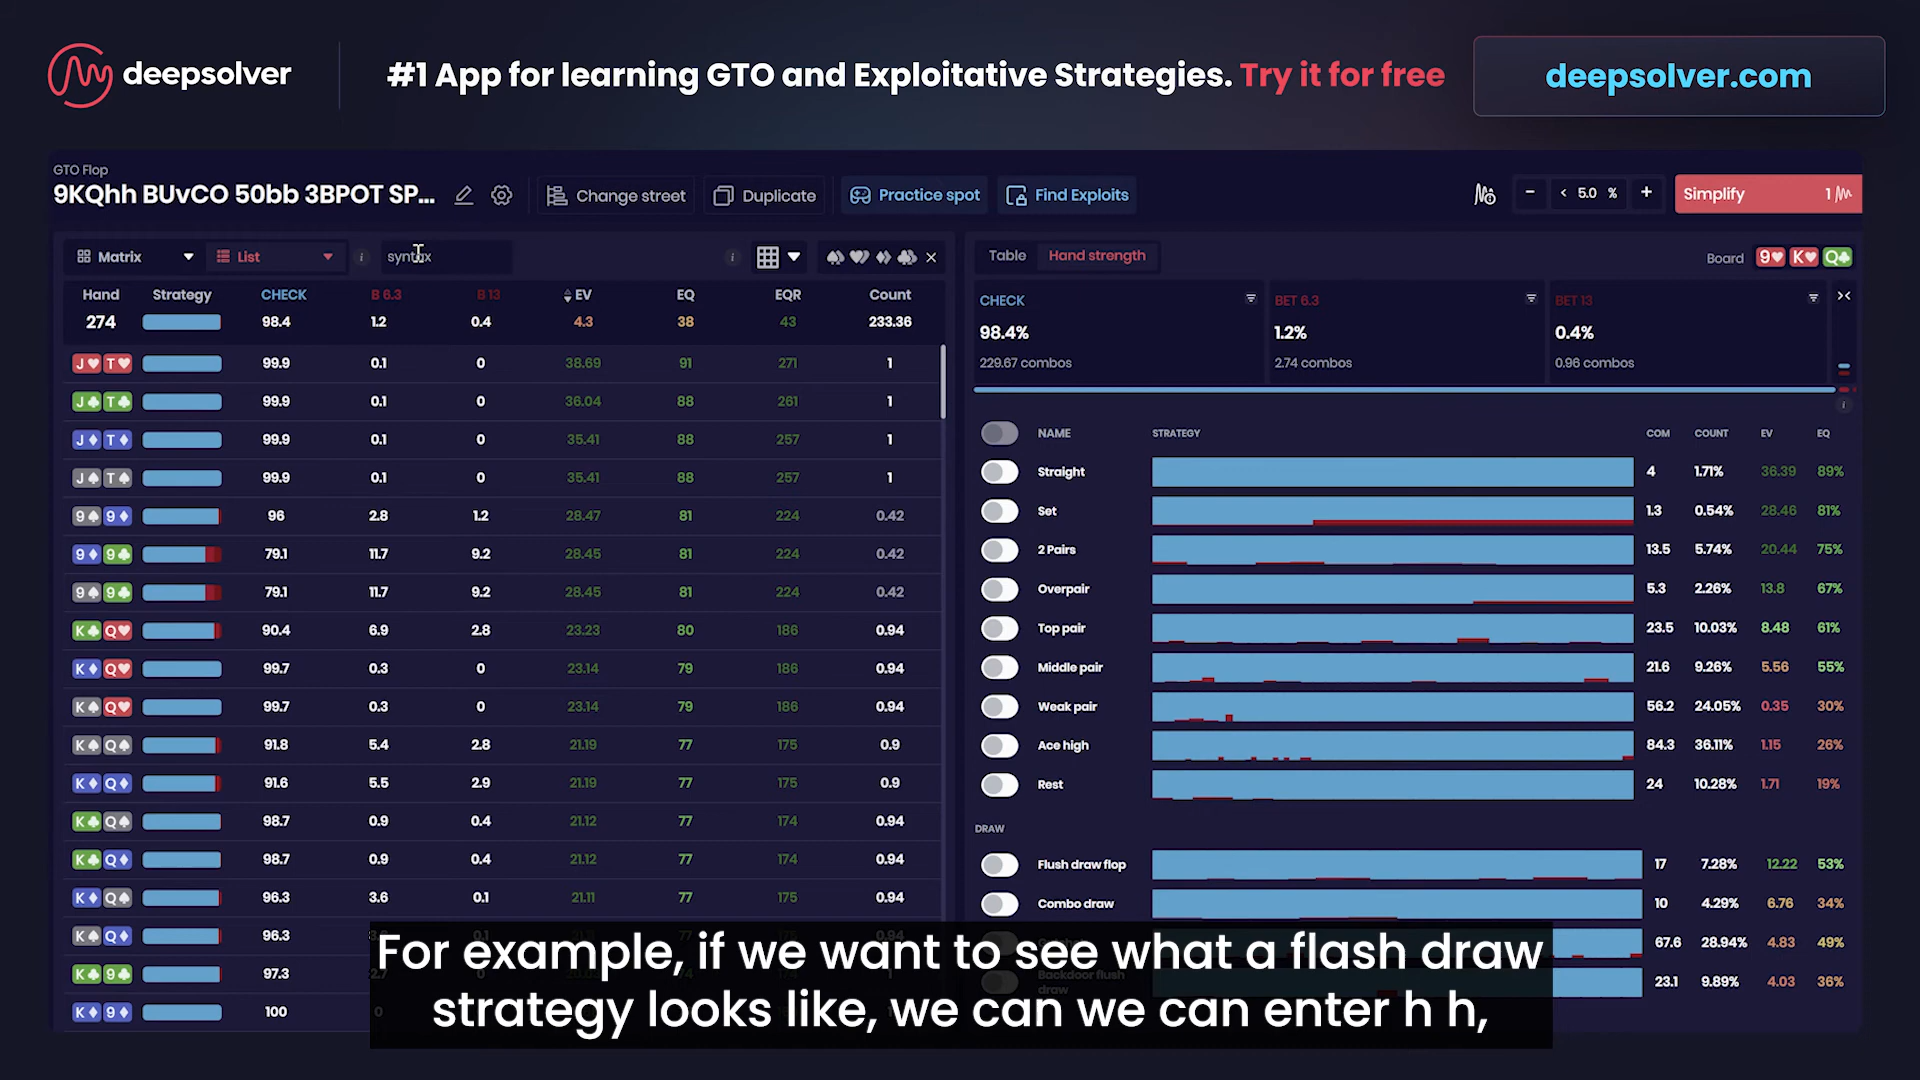 deepsolver
#1 App for learning GTO and Exploitative Strategies. Try it for free
deepsolver.com
GTO Flop
9KQhh BUvCO 50bb 3BPOT SP...
Change street
Duplicate
Practice spot
Find Exploits
- < 5.0 % +
Simplify 1
Matrix
List
syntax
Table
Hand strength
Board 9♥ K♥ Q♣
Hand Strategy CHECK B 6.3 B 13 EV EQ EQR Count
274 98.4 1.2 0.4 4.3 38 43 233.36
J♥ T♥ 99.9 0.1 0 38.69 91 271 1
J♣ T♣ 99.9 0.1 0 36.04 88 261 1
J♦ T♦ 99.9 0.1 0 35.41 88 257 1
J♠ T♠ 99.9 0.1 0 35.41 88 257 1
9♠ 9♦ 96 2.8 1.2 28.47 81 224 0.42
9♦ 9♣ 79.1 11.7 9.2 28.45 81 224 0.42
9♠ 9♣ 79.1 11.7 9.2 28.45 81 224 0.42
K♣ Q♥ 90.4 6.9 2.8 23.23 80 186 0.94
K♦ Q♥ 99.7 0.3 0 23.14 79 186 0.94
K♠ Q♥ 99.7 0.3 0 23.14 79 186 0.94
K♠ Q♠ 91.8 5.4 2.8 21.19 77 175 0.9
K♦ Q♦ 91.6 5.5 2.9 21.19 77 175 0.9
K♣ Q♠ 98.7 0.9 0.4 21.12 77 174 0.94
K♣ Q♦ 98.7 0.9 0.4 21.12 77 174 0.94
K♦ Q♠ 96.3 3.6 0.1 21.11 77 174 0.94
K♠ Q♦ 96.3
K♣ 9♣ 97.3
K♦ 9♦ 100
CHECK
98.4%
229.67 combos
BET 6.3
1.2%
2.74 combos
BET 13
0.4%
0.96 combos
NAME STRATEGY COM COUNT EV EQ
Straight 4 1.71% 36.39 89%
Set 1.3 0.54% 28.46 81%
2 Pairs 13.5 5.74% 20.44 75%
Overpair 5.3 2.26% 13.8 67%
Top pair 23.5 10.03% 8.48 61%
Middle pair 21.6 9.26% 5.56 55%
Weak pair 56.2 24.05% 0.35 30%
Ace high 84.3 36.11% 1.15 26%
Rest 24 10.28% 1.71 19%
DRAW
Flush draw flop 17 7.28% 12.22 53%
Combo draw 10 4.29% 6.76 34%
67.6 28.94% 4.83 49%
Backdoor flush draw 23.1 9.89% 4.03 36%
For example, if we want to see what a flash draw
strategy looks like, we can we can enter h h,